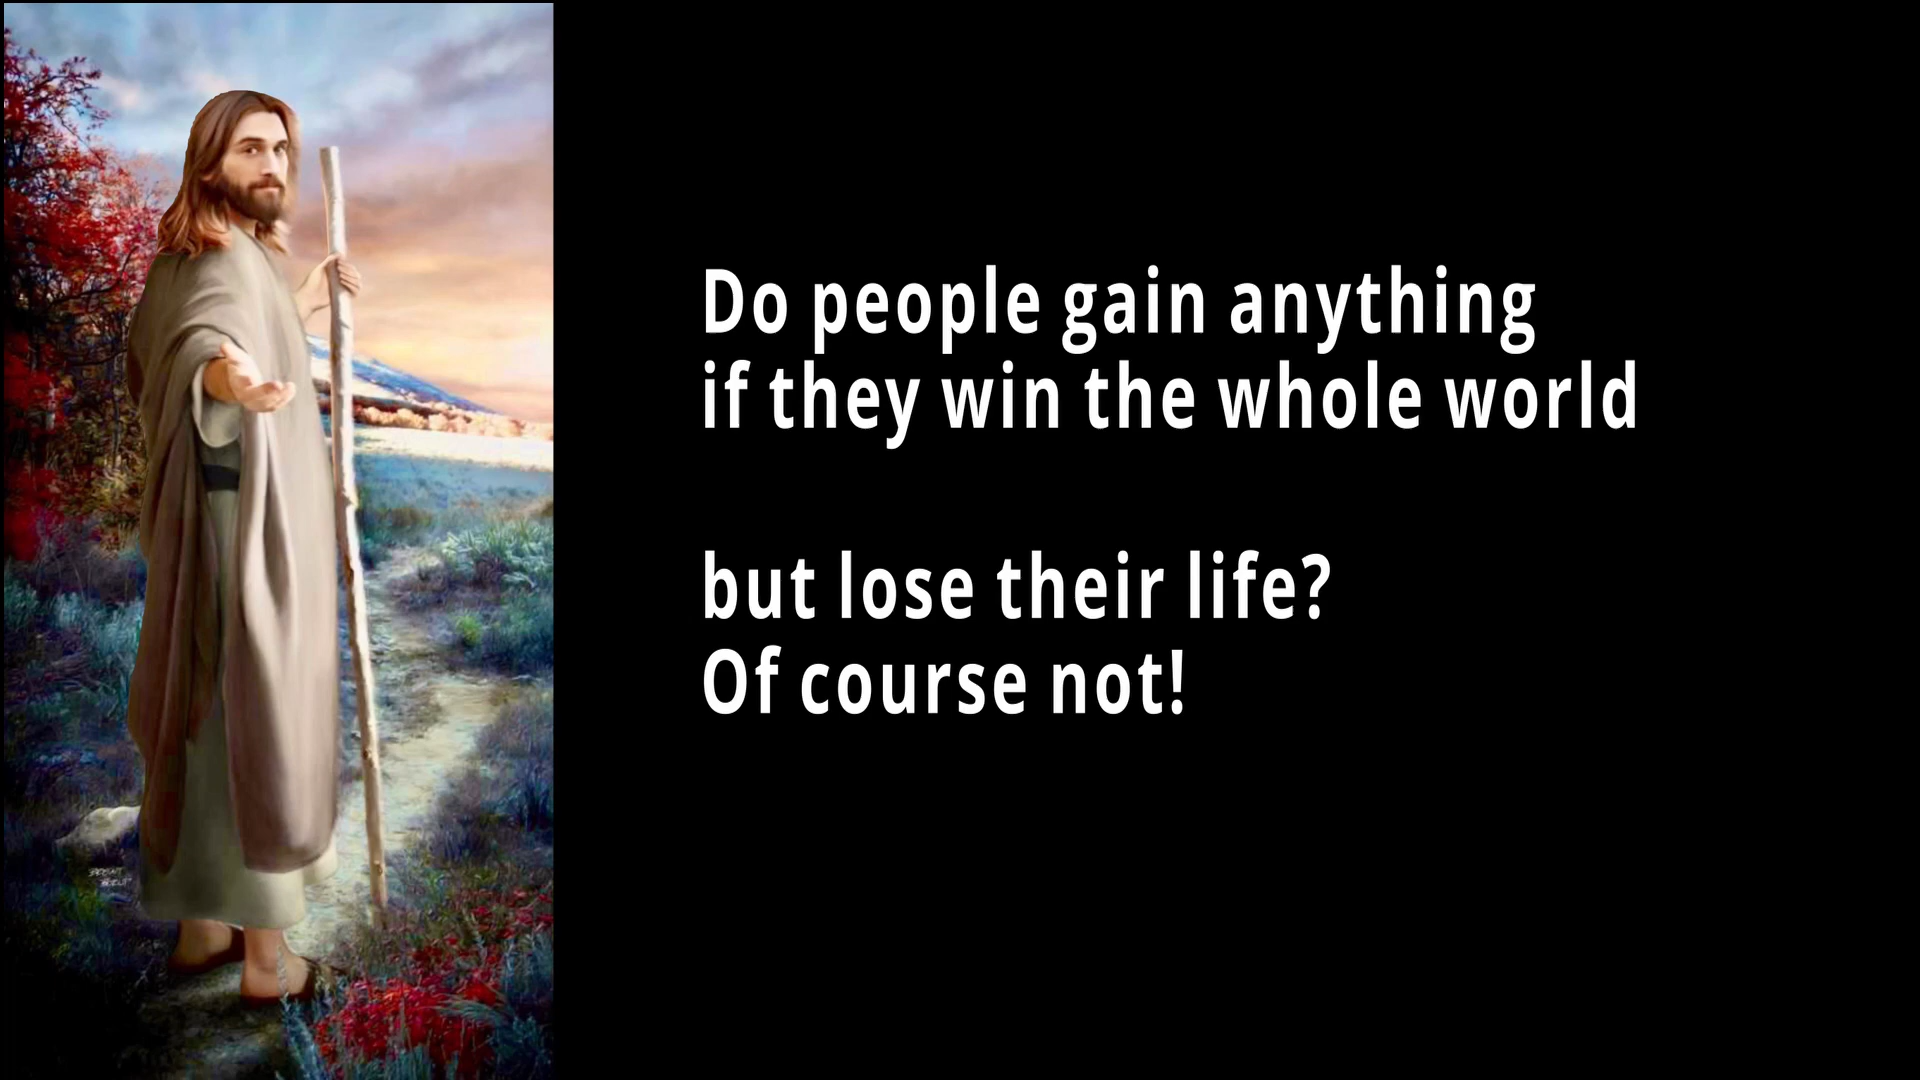 Do people gain anything
if they win the whole world
but lose their life?
Of course not!